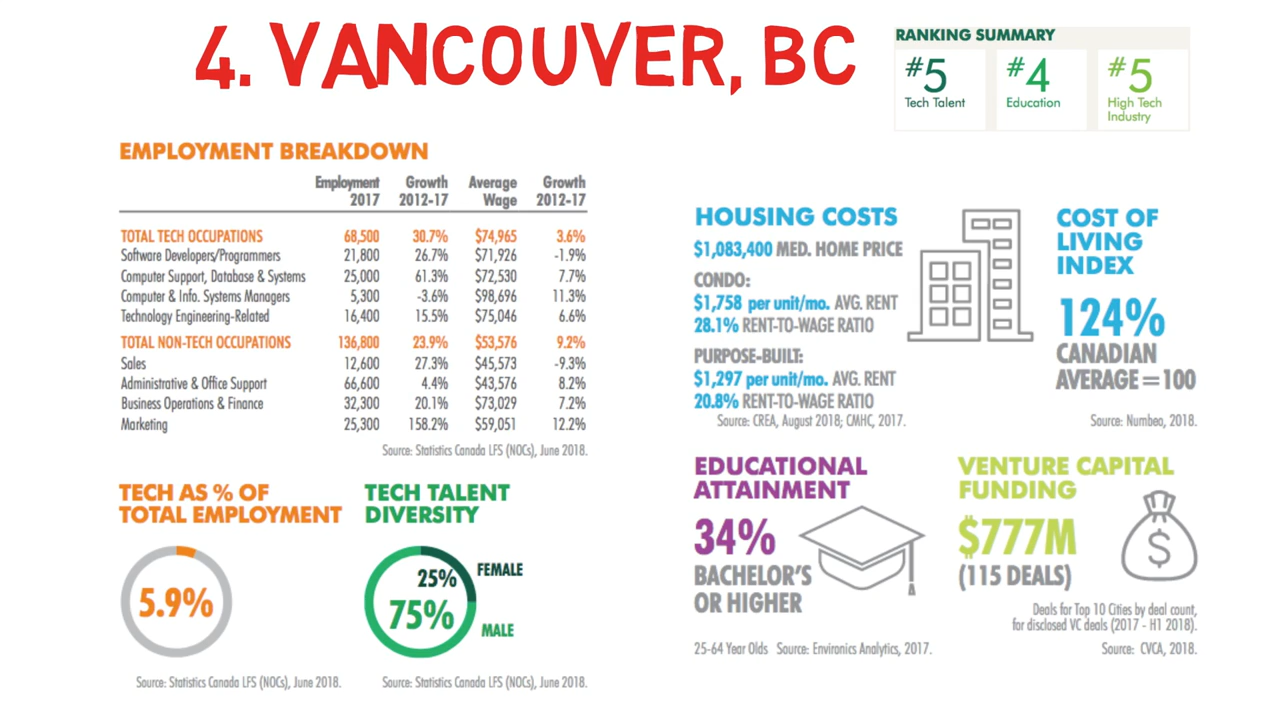 4. VANCOUVER, BC
RANKING SUMMARY
#5 #4 #5
Tech Talent Education High Tech
Industry
EMPLOYMENT BREAKDOWN
Employment Growth Average Growth
2017 2012-17 Wage 2012-17
TOTAL TECH OCCUPATIONS 68,500 30.7% $74,965 3.6%
Software Developers/Programmers 21,800 26.7% $71,926 -1.9%
Computer Support, Database & Systems 25,000 61.3% $72,530 7.7%
Computer & Info. Systems Managers 5,300 -3.6% $98,696 11.3%
Technology Engineering-Related 16,400 15.5% $75,046 6.6%
TOTAL NON-TECH OCCUPATIONS 136,800 23.9% $53,576 9.2%
Sales 12,600 27.3% $45,573 -9.3%
Administrative & Office Support 66,600 4.4% $43,576 8.2%
Business Operations & Finance 32,300 20.1% $73,029 7.2%
Marketing 25,300 158.2% $59,051 12.2%
Source: Statistics Canada LFS (NOCs), June 2018.
HOUSING COSTS
$1,083,400 MED. HOME PRICE
CONDO:
$1,758 per unit/mo. AVG. RENT
28.1% RENT-TO-WAGE RATIO
PURPOSE-BUILT:
$1,297 per unit/mo. AVG. RENT
20.8% RENT-TO-WAGE RATIO
Source: CREA, August 2018; CMHC, 2017.
COST OF
LIVING
INDEX
124%
CANADIAN
AVERAGE = 100
Source: Numbeo, 2018.
TECH AS % OF
TOTAL EMPLOYMENT
5.9%
Source: Statistics Canada LFS (NOCs), June 2018.
TECH TALENT
DIVERSITY
25% FEMALE
75% MALE
Source: Statistics Canada LFS (NOCs), June 2018.
EDUCATIONAL
ATTAINMENT
34%
BACHELOR'S
OR HIGHER
25-64 Year Olds Source: Environics Analytics, 2017.
VENTURE CAPITAL
FUNDING
$777M
(115 DEALS)
$
Deals for Top 10 Cities by deal count,
for disclosed VC deals (2017 - H1 2018).
Source: CVCA, 2018.